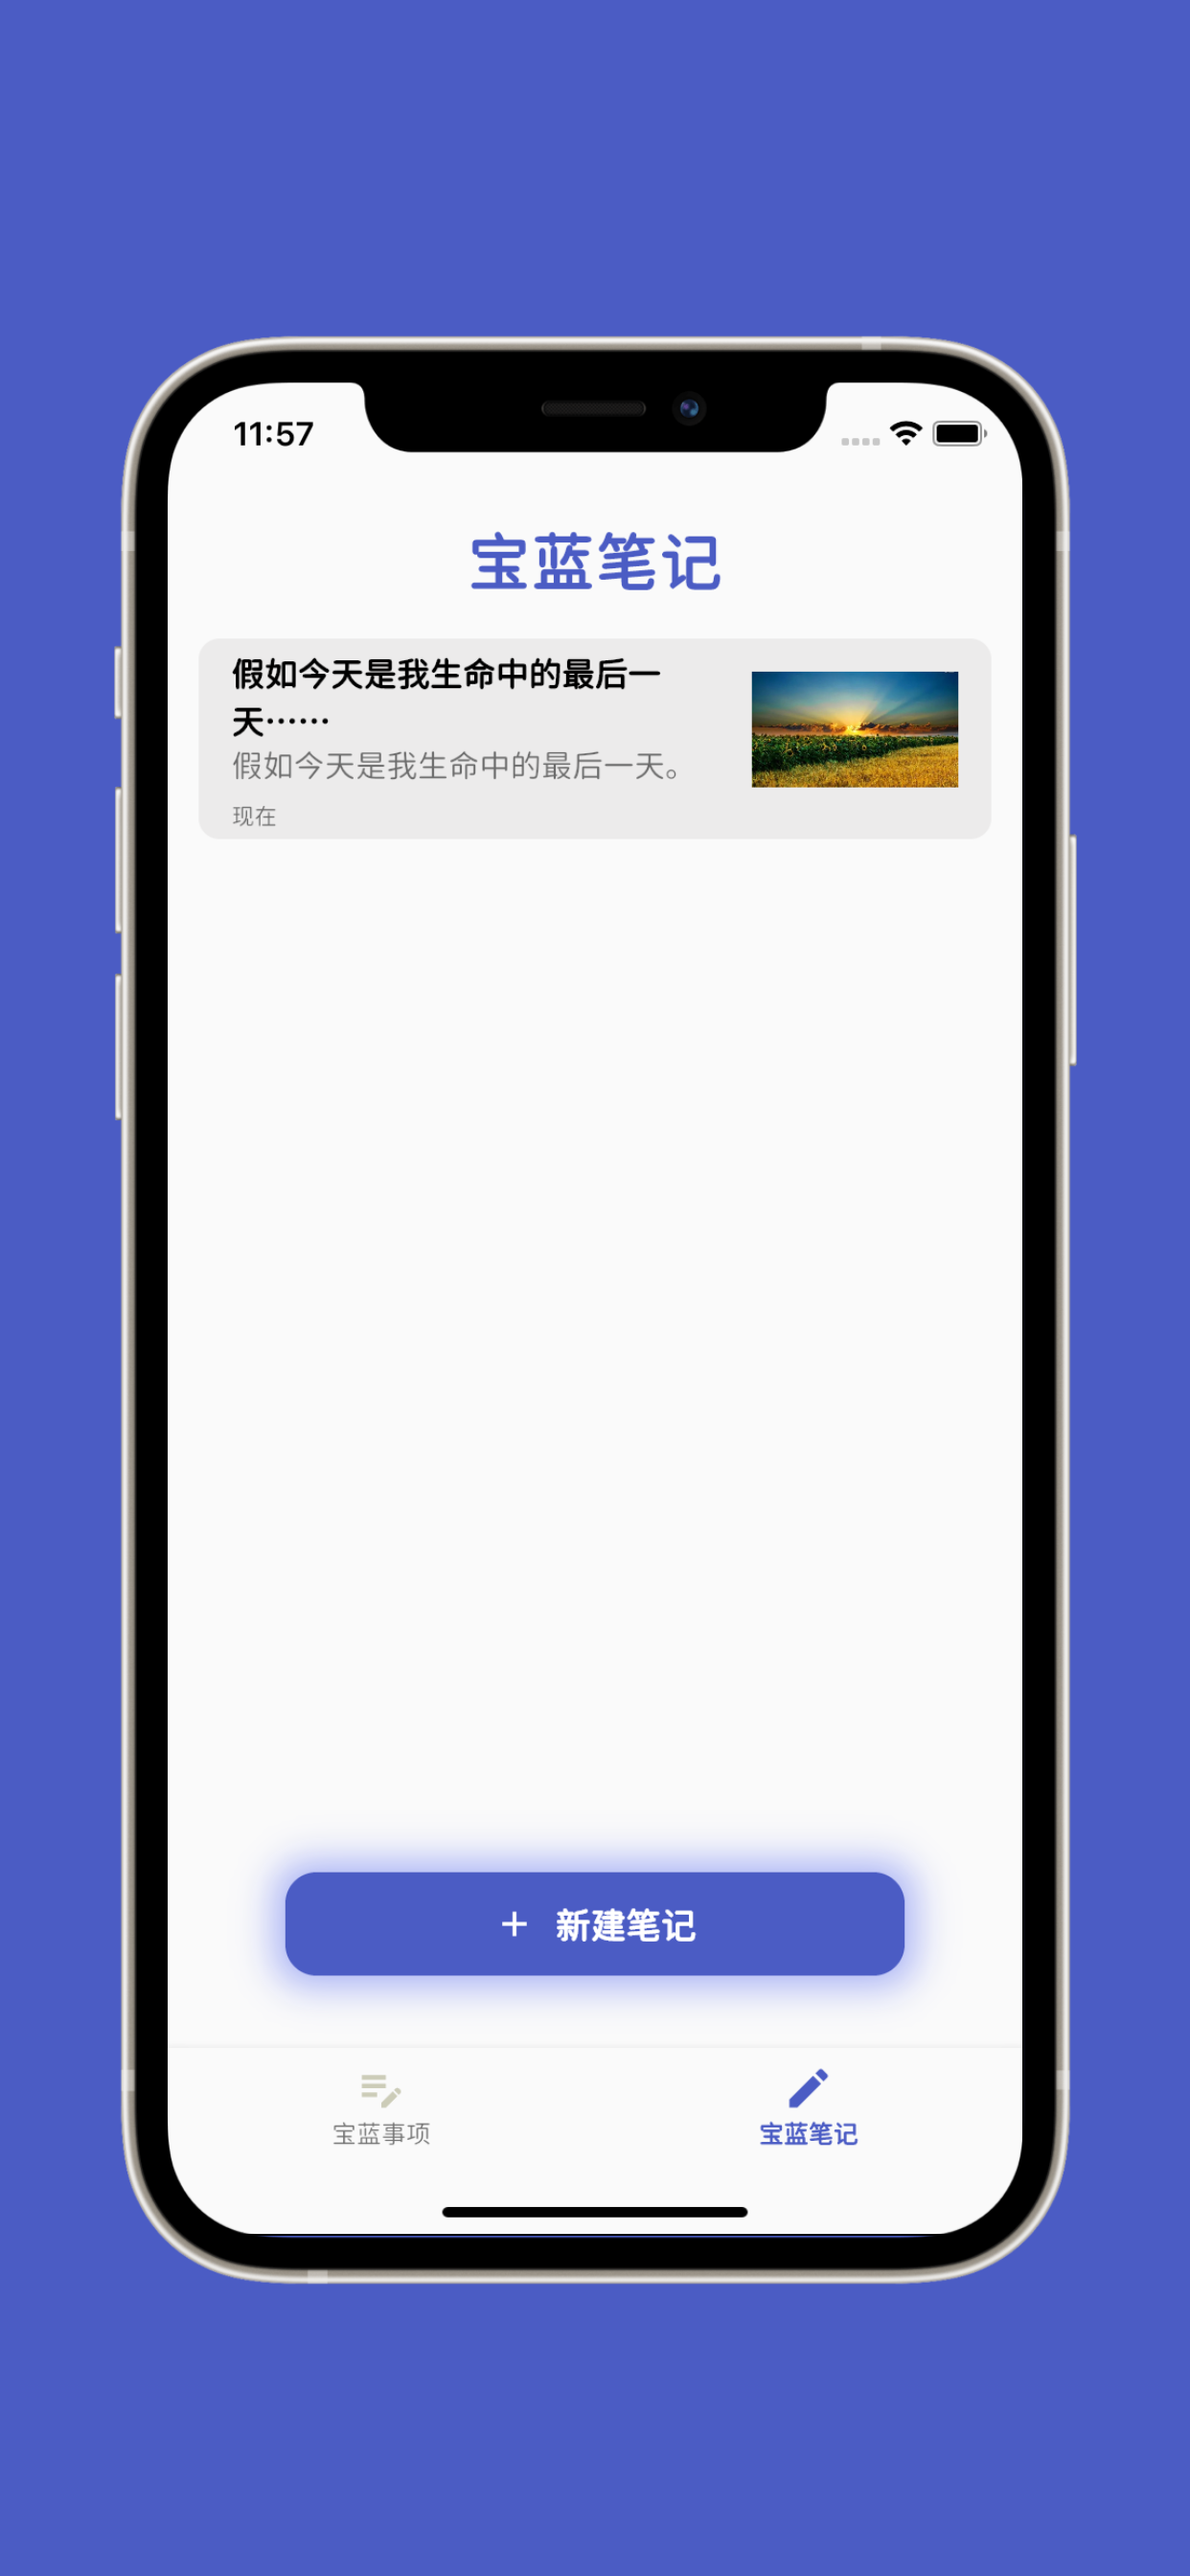 11:57
宝蓝笔记
假如今天是我生命中的最后一
天······
假如今天是我生命中的最后一天。
现在
+ 新建笔记
宝蓝事项
宝蓝笔记